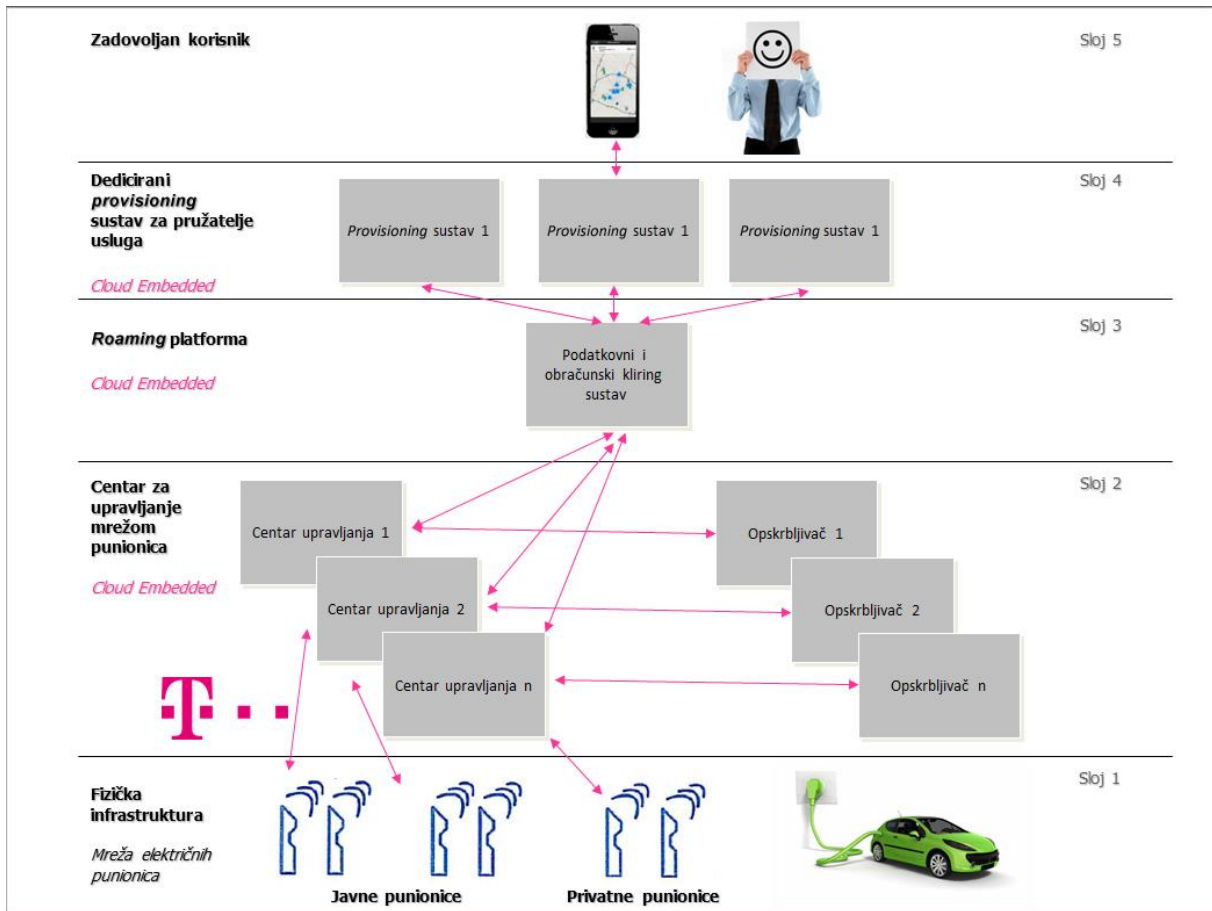 Zadovoljan korisnik
Sloj 5
Dedicirani
provisioning
sustav za pružatelje
usluga
Cloud Embedded
Sloj 4
Provisioning sustav 1
Provisioning sustav 1
Provisioning sustav 1
Roaming platforma
Cloud Embedded
Sloj 3
Podatkovni i
obračunski kliring
sustav
Centar za
upravljanje
mrežom
punionica
Cloud Embedded
Sloj 2
Centar upravljanja 1
Opskrbljivač 1
Centar upravljanja 2
Opskrbljivač 2
Centar upravljanja n
Opskrbljivač n
T
Fizička
infrastruktura
Mreža električnih
punionica
Sloj 1
Javne punionice
Privatne punionice